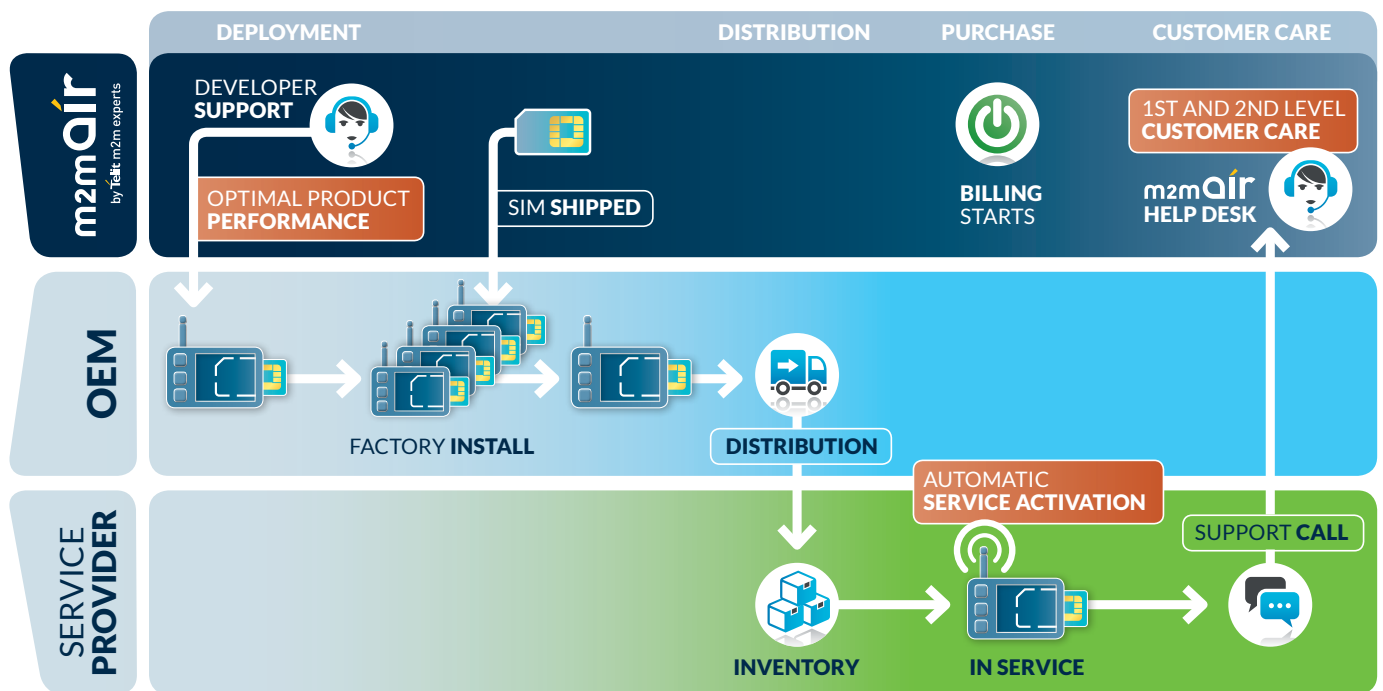 DEPLOYMENT
DISTRIBUTION
PURCHASE
CUSTOMER CARE
m2maír
by Telit m2m experts
DEVELOPER
SUPPORT
OPTIMAL PRODUCT
PERFORMANCE
SIM SHIPPED
BILLING
STARTS
1ST AND 2ND LEVEL
CUSTOMER CARE
m2maír
HELP DESK
OEM
FACTORY INSTALL
DISTRIBUTION
SERVICE
PROVIDER
AUTOMATIC
SERVICE ACTIVATION
SUPPORT CALL
INVENTORY
IN SERVICE